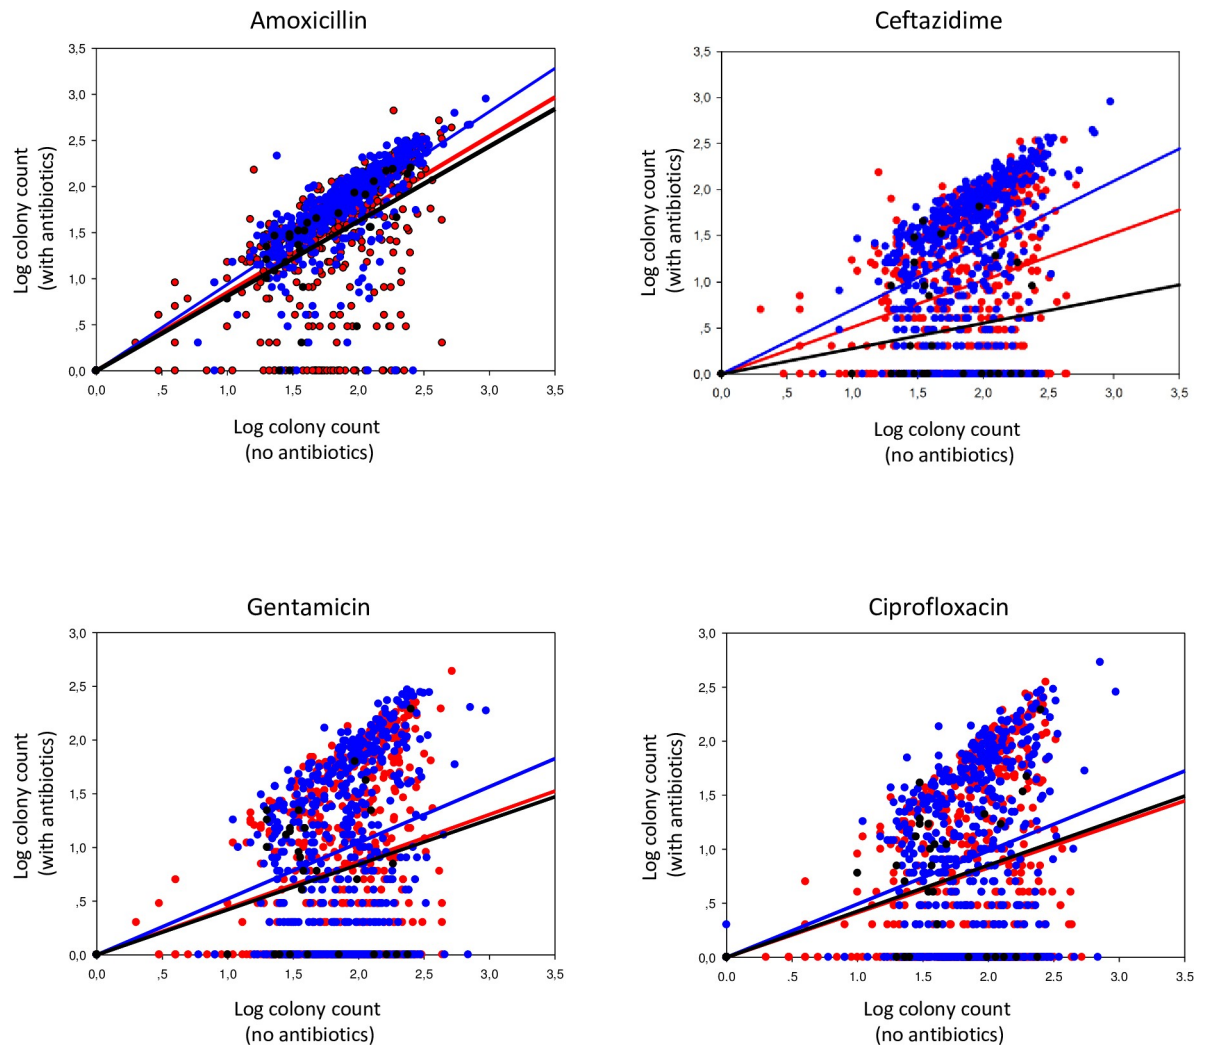 Amoxicillin
3,5
3,0
2,5
2,0
1,5
1,0
,5
0,0
Log colony count
(with antibiotics)
0,0 ,5 1,0 1,5 2,0 2,5 3,0 3,5
Log colony count
(no antibiotics)
Ceftazidime
3,5
3,0
2,5
2,0
1,5
1,0
,5
0,0
Log colony count
(with antibiotics)
0,0 ,5 1,0 1,5 2,0 2,5 3,0 3,5
Log colony count
(no antibiotics)
Gentamicin
3,0
2,5
2,0
1,5
1,0
,5
0,0
Log colony count
(with antibiotics)
0,0 ,5 1,0 1,5 2,0 2,5 3,0 3,5
Log colony count
(no antibiotics)
Ciprofloxacin
3,0
2,5
2,0
1,5
1,0
,5
0,0
Log colony count
(with antibiotics)
0.0 .5 1.0 1.5 2.0 2.5 3.0 3.5
Log colony count
(no antibiotics)